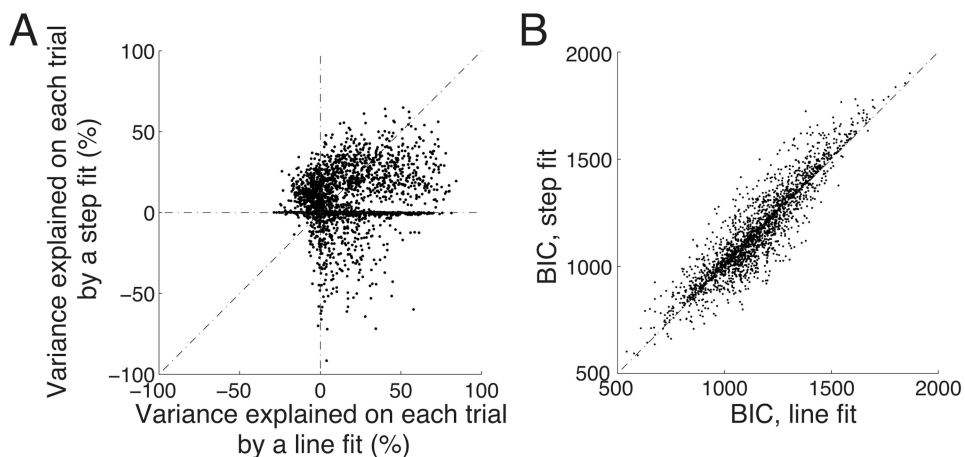 A
Variance explained on each trial
by a step fit (%)
100
50
0
−50
−100
−100
−50
0
50
100
Variance explained on each trial
by a line fit (%)
B
BIC, step fit
2000
1500
1000
500
500
1000
1500
2000
BIC, line fit